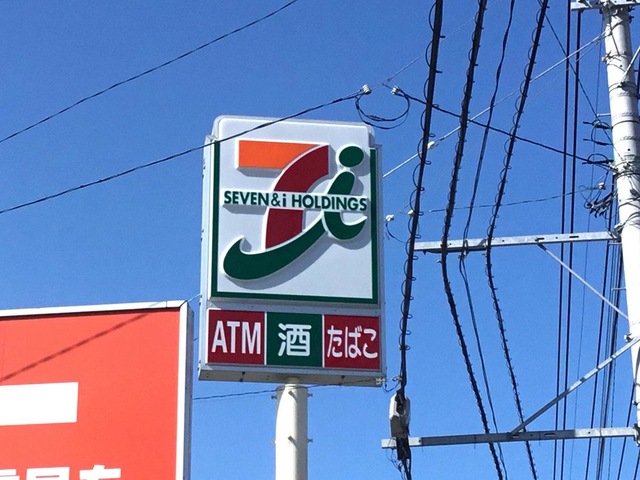 SEVEN & i HOLDINGS
ATM 酒 たばこ